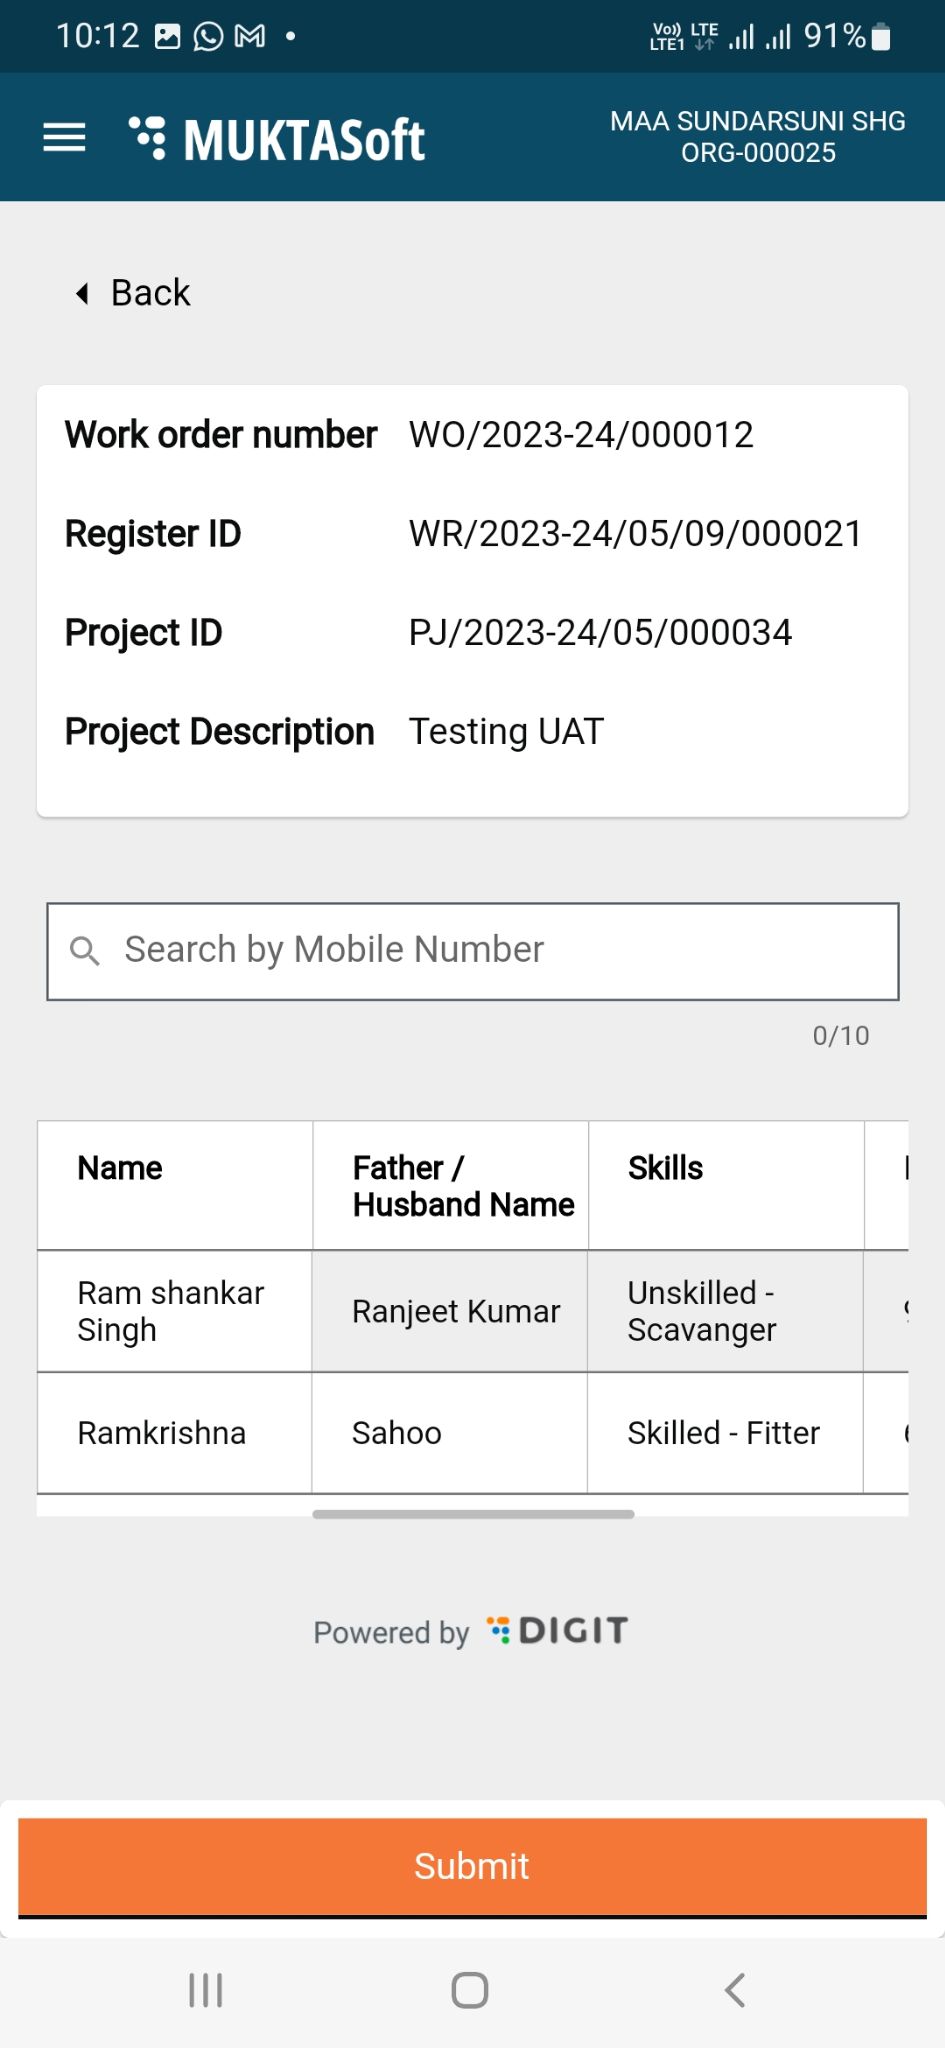 10:12
Vo)) LTE
LTE1
91%
MUKTASoft
MAA SUNDARSUNI SHG
ORG-000025
Back
Work order number WO/2023-24/000012
Register ID WR/2023-24/05/09/000021
Project ID PJ/2023-24/05/000034
Project Description Testing UAT
Search by Mobile Number
0/10
Name Father / Skills
Husband Name
Ram shankar Singh Ranjeet Kumar Unskilled - Scavanger
Ramkrishna Sahoo Skilled - Fitter
Powered by DIGIT
Submit